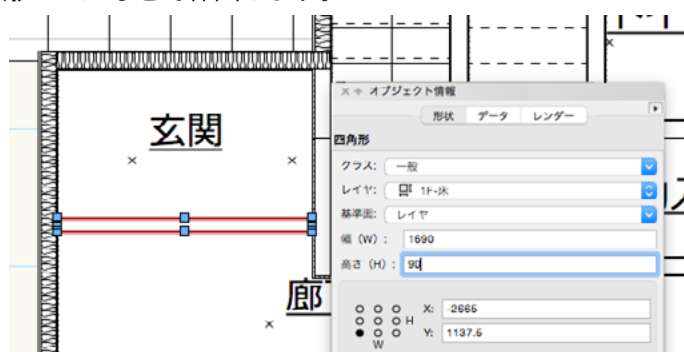 オブジェクト情報
形状 データ レンダー
四角形
クラス: 一般
レイヤ: 1F-床
基準面: レイヤ
幅 (W) : 1690
高さ (H) : 90
X: -2665
H
Y: 1137.5
W
玄関
廊